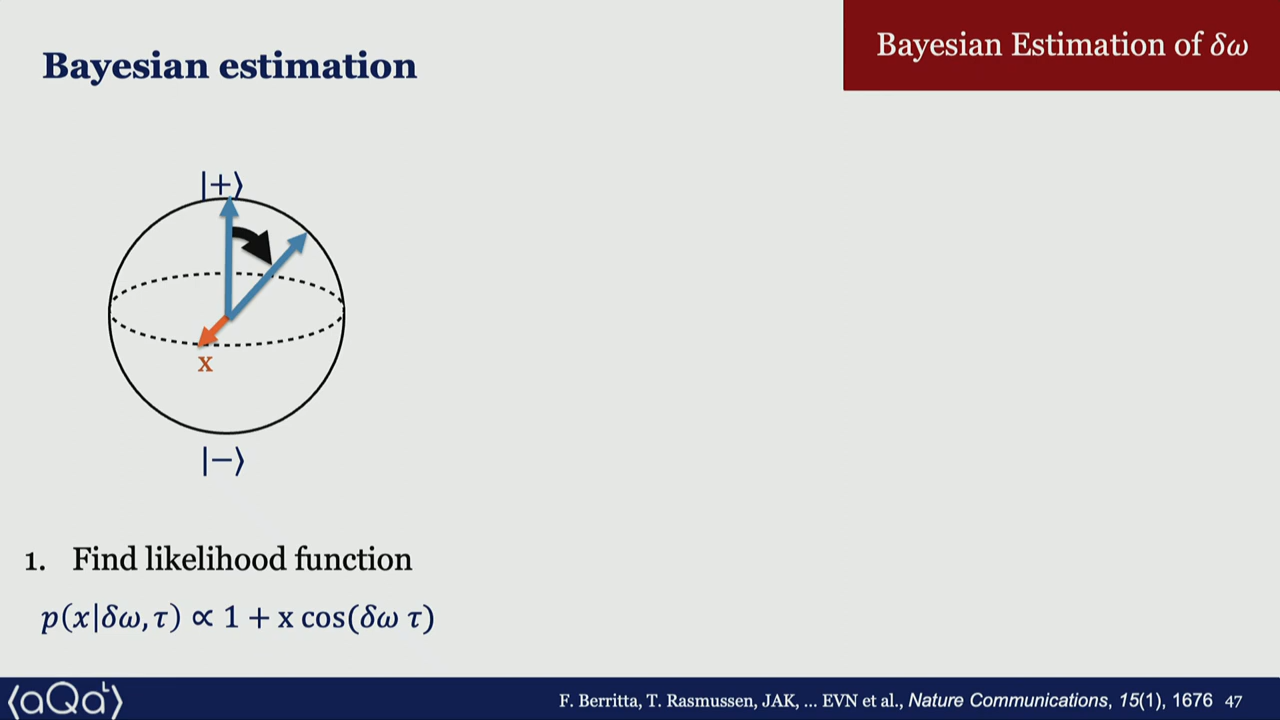 Bayesian Estimation of δω
Bayesian estimation
|+⟩
x
|−⟩
1. Find likelihood function
p(x|δω, τ) ∝ 1 + x cos(δω τ)
⟨aQaᴸ⟩
F. Berritta, T. Rasmussen, JAK, ... EVN et al., Nature Communications, 15(1), 1676 47